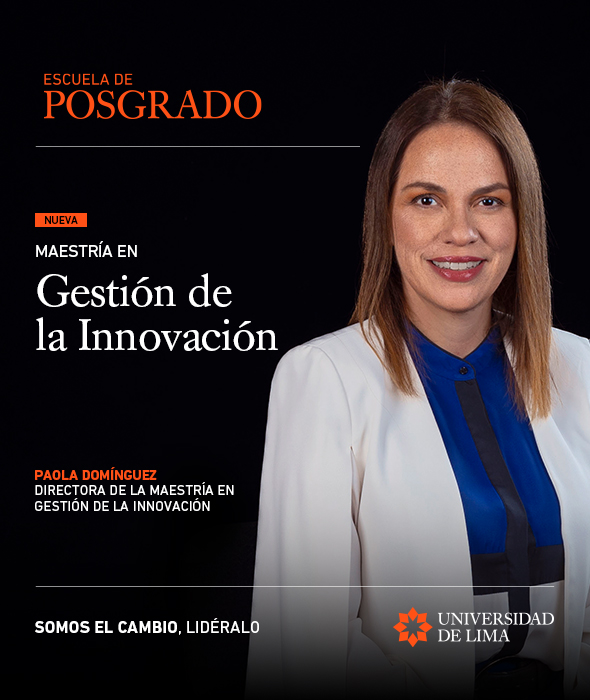 ESCUELA DE
POSGRADO
NUEVA
MAESTRÍA EN
Gestión de
la Innovación
PAOLA DOMÍNGUEZ
DIRECTORA DE LA MAESTRÍA EN
GESTIÓN DE LA INNOVACIÓN
SOMOS EL CAMBIO, LIDÉRALO
UNIVERSIDAD
DE LIMA